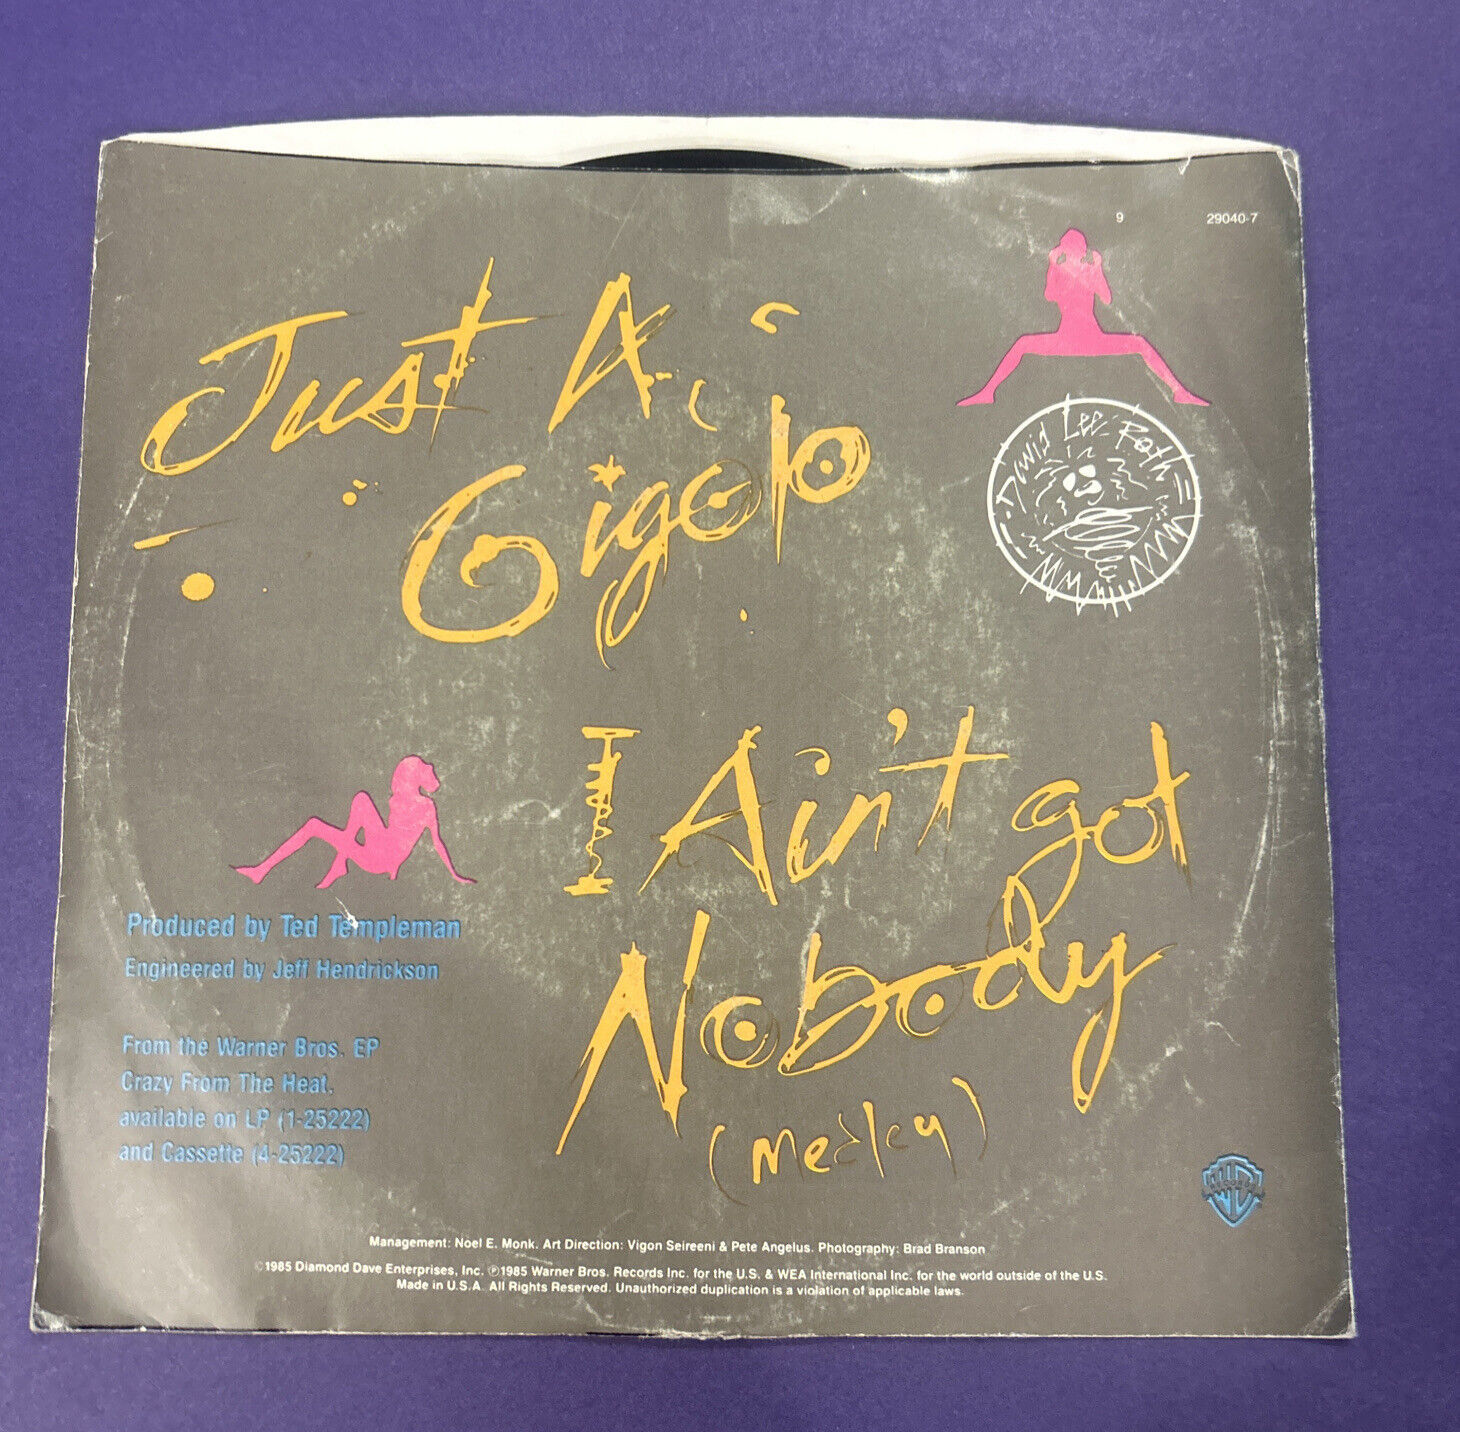 9 29040-7
Just A
Gigolo
David Lee Roth
I Ain't got
Nobody
(Medley)
Produced by Ted Templeman
Engineered by Jeff Hendrickson
From the Warner Bros. EP
Crazy From The Heat.
available on LP (1-25222)
and Cassette (4-25222)
Management: Noel E. Monk. Art Direction: Vigon Seireeni & Pete Angelus. Photography: Brad Branson
©1985 Diamond Dave Enterprises, Inc. ℗1985 Warner Bros. Records Inc. for the U.S. & WEA International Inc. for the world outside of the U.S.
Made in U.S.A. All Rights Reserved. Unauthorized duplication is a violation of applicable laws.